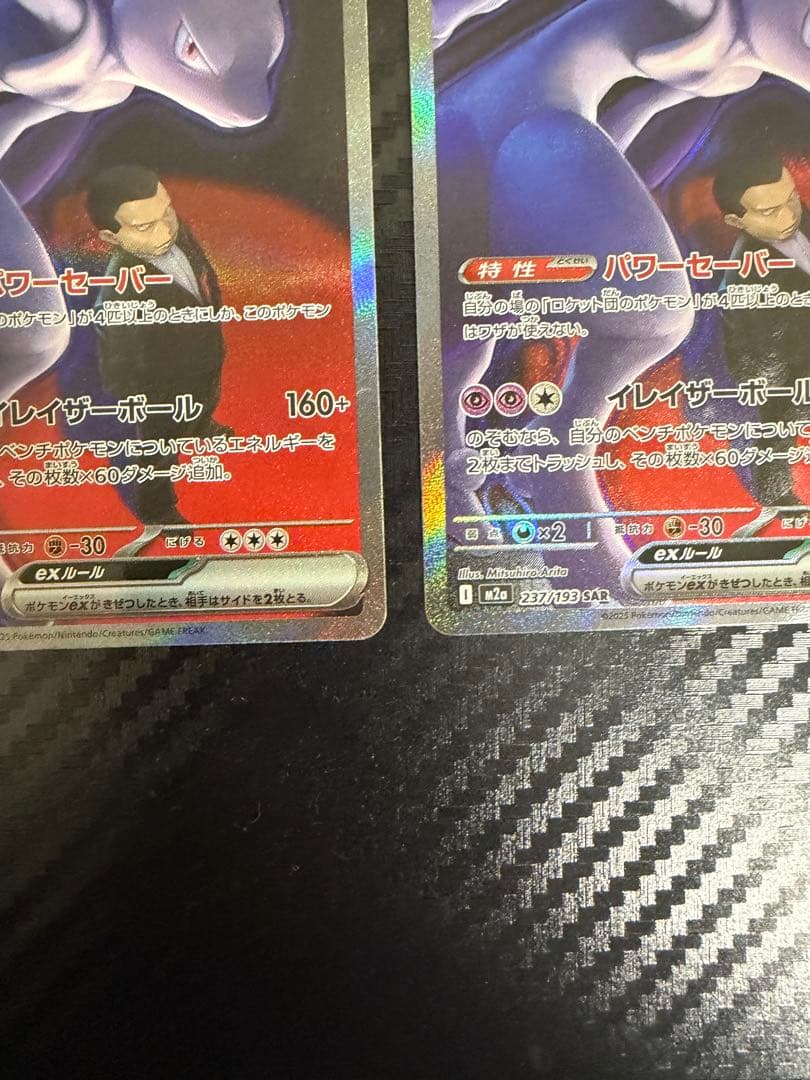 パワーセーバー
のポケモン」が4匹以上のときにしか、このポケモン
イレイザーボール 160+
ベンチポケモンについているエネルギーを
、その枚数×60ダメージ追加。
抵抗力 -30 にげる
exルール
ポケモンexがきぜつしたとき、相手はサイドを2枚とる。
25 Pokémon/Nintendo/Creatures/GAME FREAK.
特性 パワーセーバー
自分の場の「ロケット団のポケモン」が4匹以上のときに
はワザが使えない。
イレイザーボール
のぞむなら、自分のベンチポケモンについて
2枚までトラッシュし、その枚数×60ダメー
弱点 ×2 抵抗力 -30 にげ
exルール
Illus. Mitsuhiro Arita
ポケモンexがきぜつしたとき、相手はサイ
I m2a 237/193 SAR
©2025 Pokémon/Nintendo/Creatures/GAME